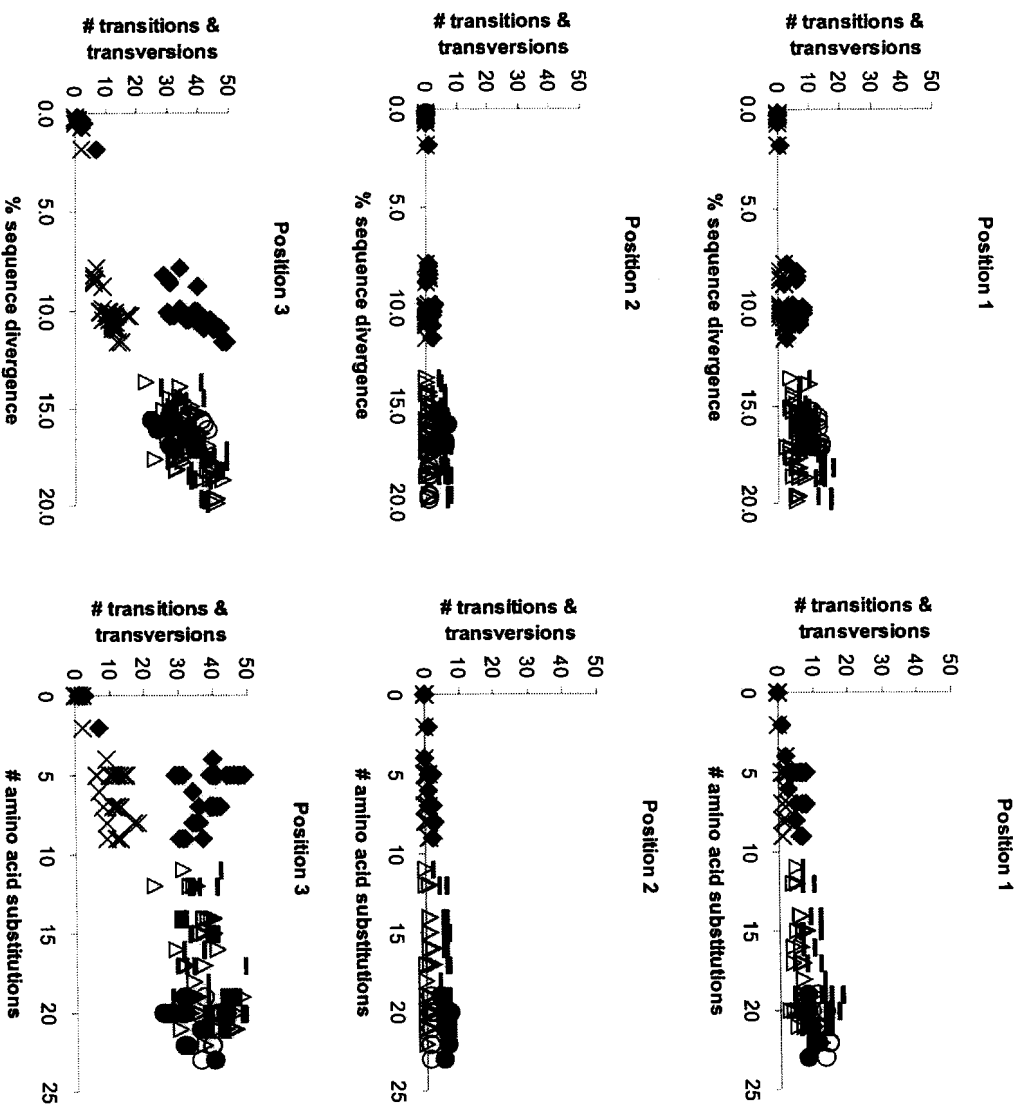 Position 1
# transitions &
transversions
50
40
30
20
10
0
0.0 5.0 10.0 15.0 20.0
% sequence divergence
Position 1
# transitions &
transversions
50
40
30
20
10
0
0 5 10 15 20 25
# amino acid substitutions
Position 2
# transitions &
transversions
50
40
30
20
10
0
0.0 5.0 10.0 15.0 20.0
% sequence divergence
Position 2
# transitions &
transversions
50
40
30
20
10
0
0 5 10 15 20 25
# amino acid substitutions
Position 3
# transitions &
transversions
50
40
30
20
10
0
0.0 5.0 10.0 15.0 20.0
% sequence divergence
Position 3
# transitions &
transversions
50
40
30
20
10
0
0 5 10 15 20 25
# amino acid substitutions